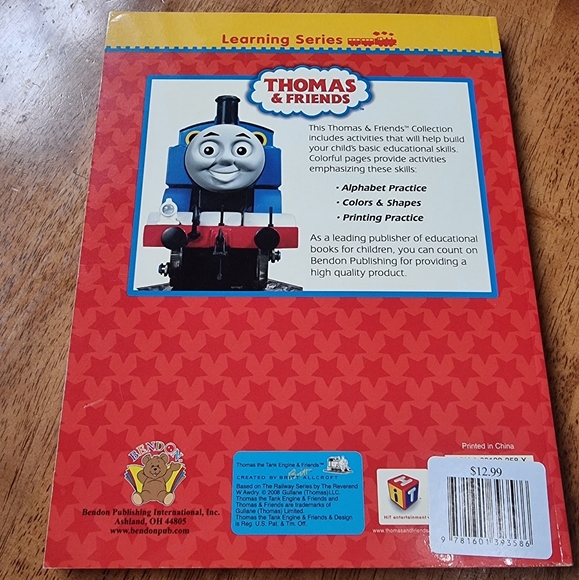 Learning Series
THOMAS
& FRIENDS™
This Thomas & Friends™ Collection
includes activities that will help build
your child's basic educational skills.
Colorful pages provide activities
emphasizing these skills:
• Alphabet Practice
• Colors & Shapes
• Printing Practice
As a leading publisher of educational
books for children, you can count on
Bendon Publishing for providing a
high quality product.
BENDON
Bendon Publishing International, Inc.
Ashland, OH 44805
www.bendonpub.com
Thomas the Tank Engine & Friends™
CREATED BY BRITT ALLCROFT
Based on The Railway Series by The Reverend
W Awdry. © 2008 Gullane (Thomas)LLC.
Thomas the Tank Engine & Friends and
Thomas & Friends are trademarks of
Gullane (Thomas) Limited.
Thomas the Tank Engine & Friends & Design
is Reg. U.S. Pat. & Tm. Off.
HIT
HIT entertainment
www.thomasandfriends
Printed in China
$12.99
9 781601 393586